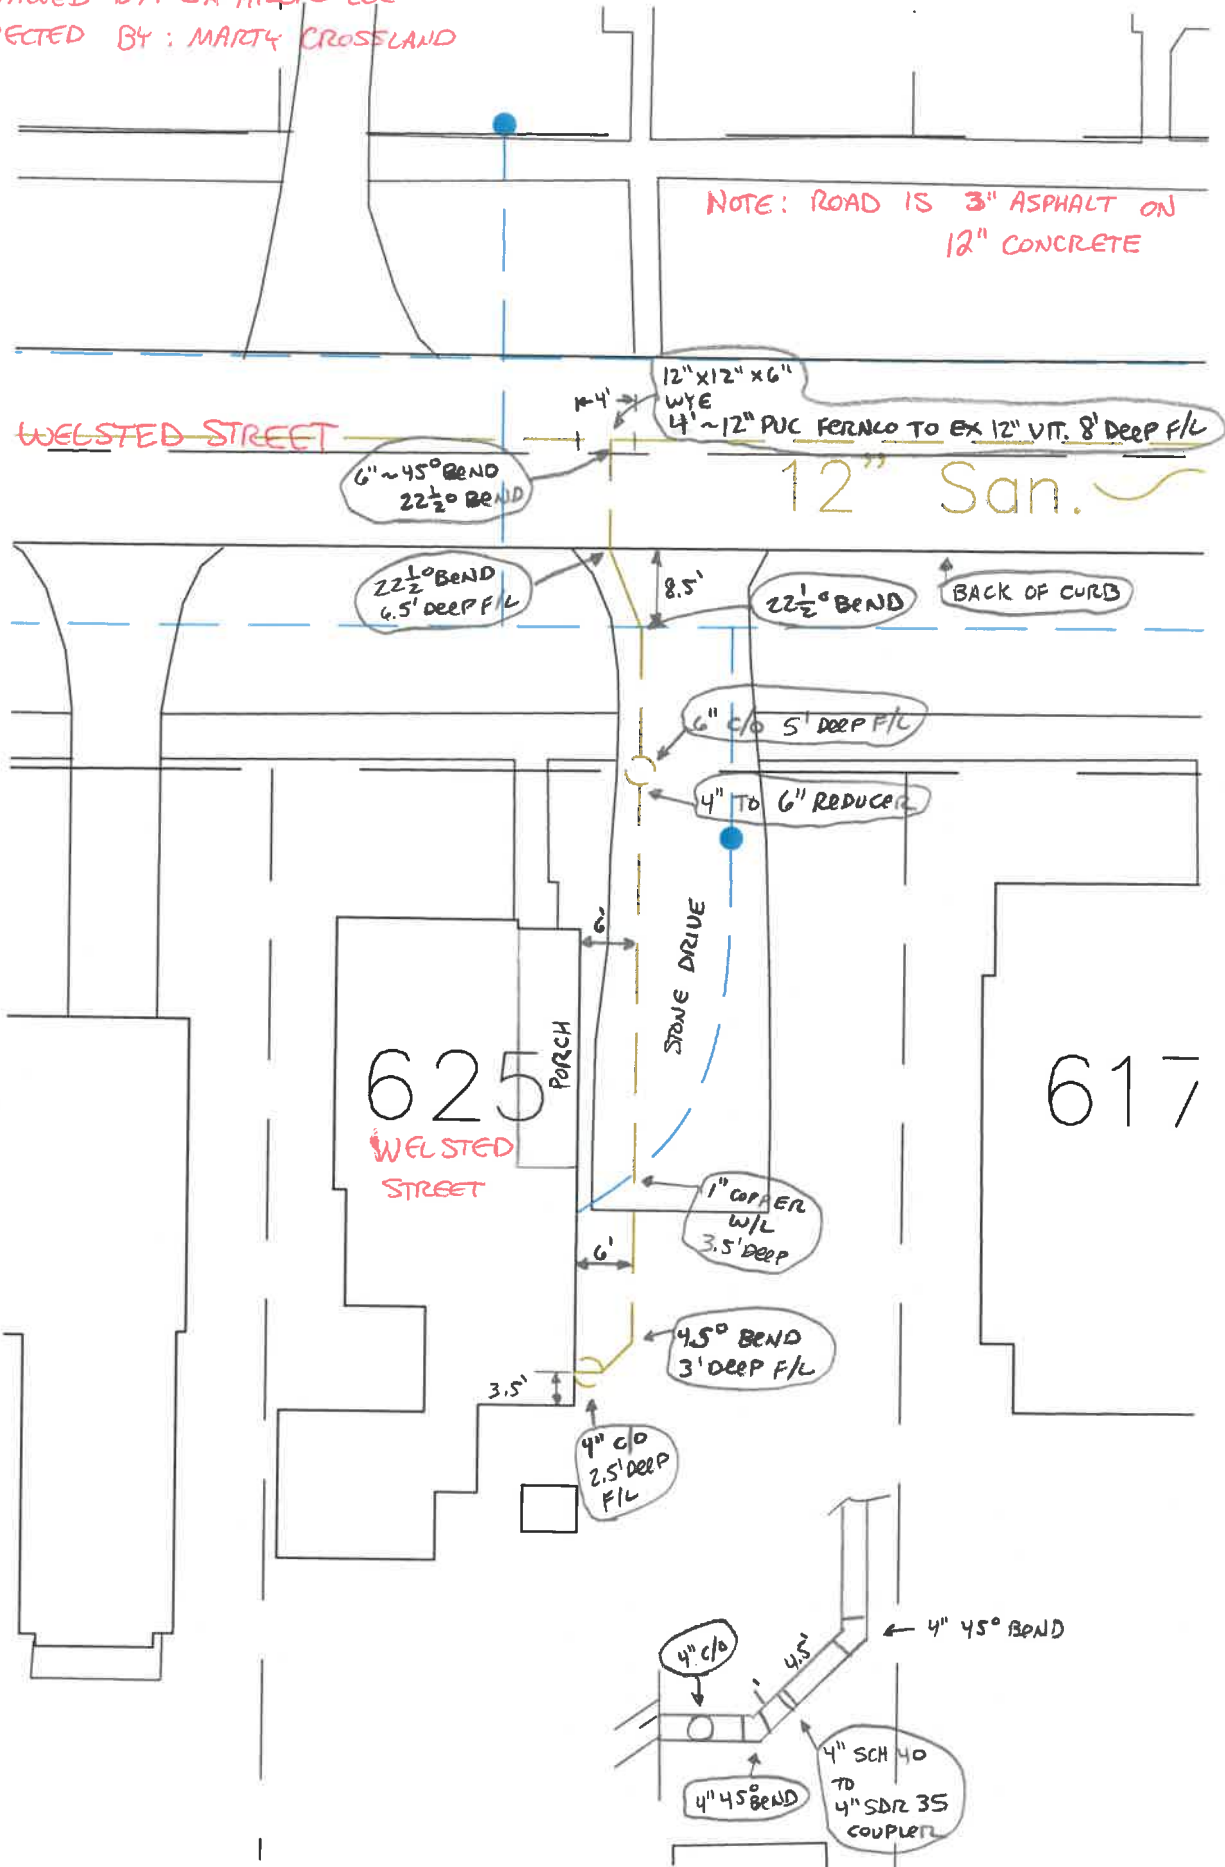 BY:
ECTED BY: MARTY CROSSLAND
NOTE: ROAD IS 3" ASPHALT ON
12" CONCRETE
12"x12"x6"
WYE
4'~12" PVC FERNCO TO EX 12" VIT. 8' DEEP F/L
4'
WELSTED STREET
6"~45° BEND
22½° BEND
12" San.
22½° BEND
6.5' DEEP F/L
8.5'
22½° BEND
BACK OF CURB
6" C/O 5' DEEP F/L
4" TO 6" REDUCER
6'
STONE DRIVE
PORCH
625
WELSTED
STREET
617
1" COPPER
W/L
3.5' DEEP
6'
45° BEND
3' DEEP F/L
3.5'
4" C/O
2.5' DEEP
F/L
4" 45° BEND
4" C/O
4.5'
1'
4" SCH 40
TO
4" SDR 35
COUPLER
4" 45° BEND